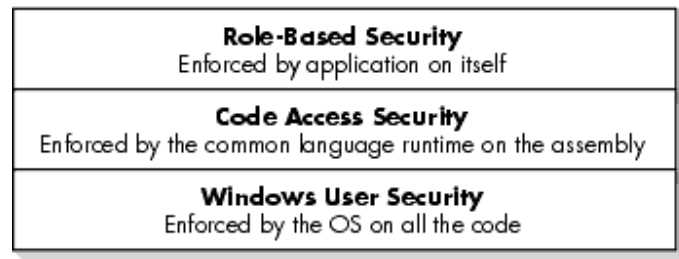 Role-Based Security
Enforced by application on itself
Code Access Security
Enforced by the common language runtime on the assembly
Windows User Security
Enforced by the OS on all the code